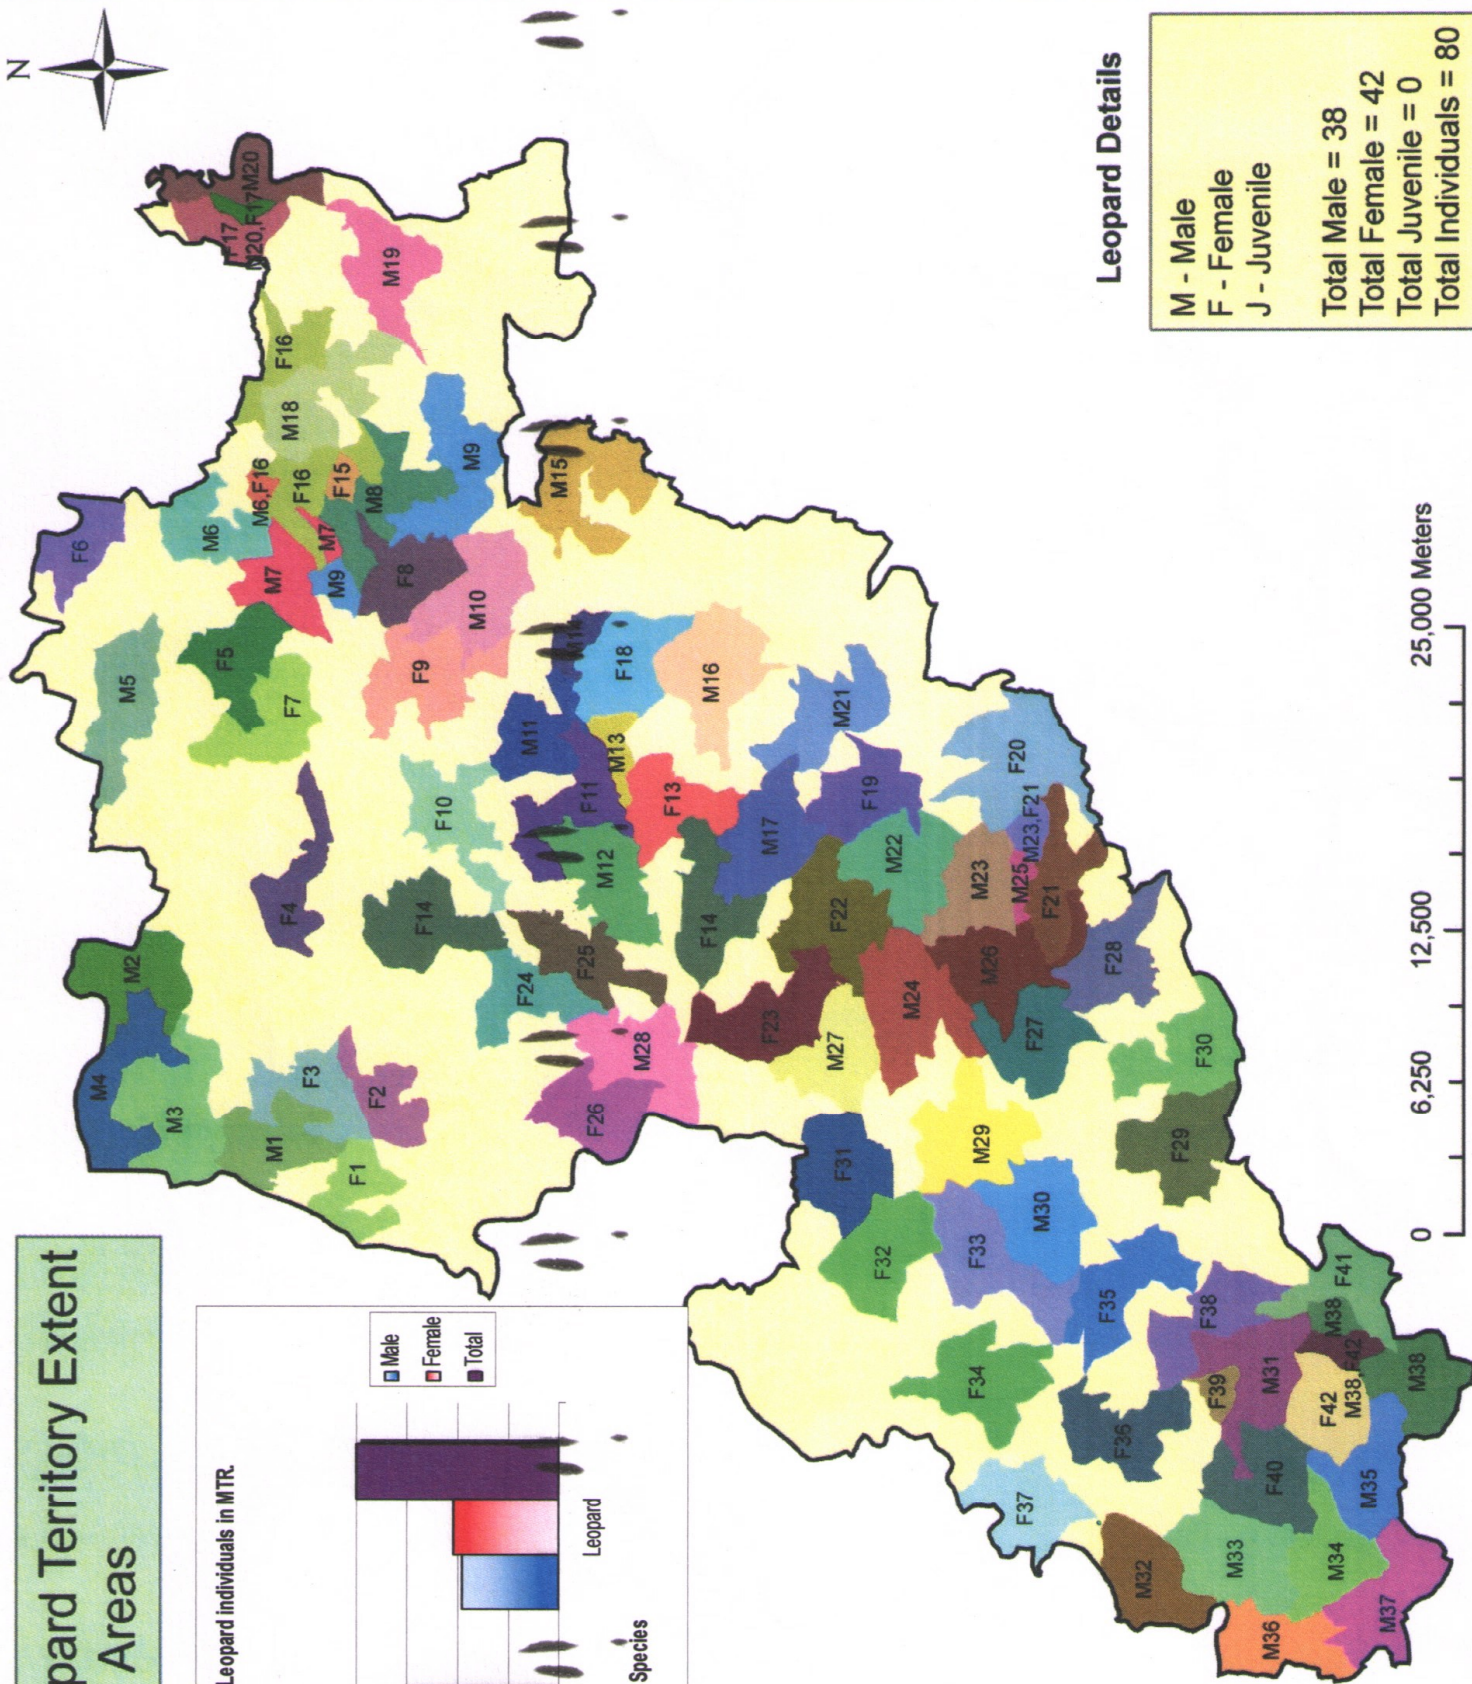 pard Territory Extent
Areas
N
Leopard individuals in MTR.
Male
Female
Total
Leopard
Species
F6
M5
M2
M4
M3
M6
F5
F7
M7
M6,F16
F16
M18
F16
F17
M20,F17
M20
M19
F15
M7
M8
M9
M9
F8
M10
F9
F4
F3
M1
F2
F1
F10
F14
M11
M14
F18
M15
M13
F11
M12
F13
M16
F24
F25
F14
M17
M21
F26
M28
F23
F22
F19
M22
M27
M24
M23
F20
M25
M23,F21
F21
M26
F27
F28
F31
M29
F30
F29
F32
F33
M30
F34
F35
F36
F37
F38
F41
M38
M31
F39
F42
M38,F42
M38
F40
M35
M32
M33
M34
M36
M37
0
6,250
12,500
25,000 Meters
Leopard Details
M - Male
F - Female
J - Juvenile
Total Male = 38
Total Female = 42
Total Juvenile = 0
Total Individuals = 80